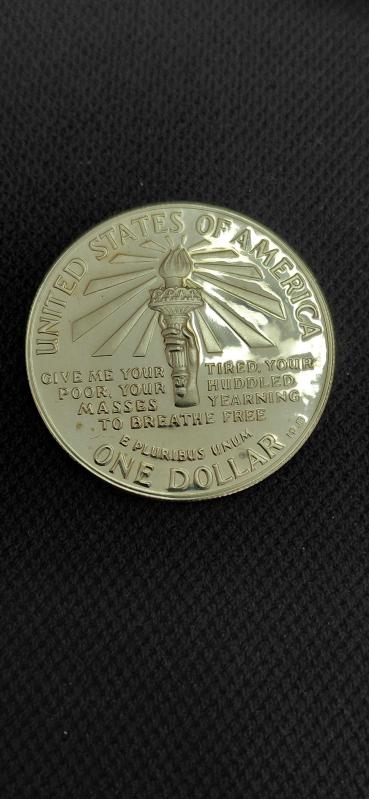 UNITED STATES OF AMERICA
GIVE ME YOUR TIRED, YOUR
POOR, YOUR HUDDLED
MASSES YEARNING
TO BREATHE FREE
E PLURIBUS UNUM
ONE DOLLAR